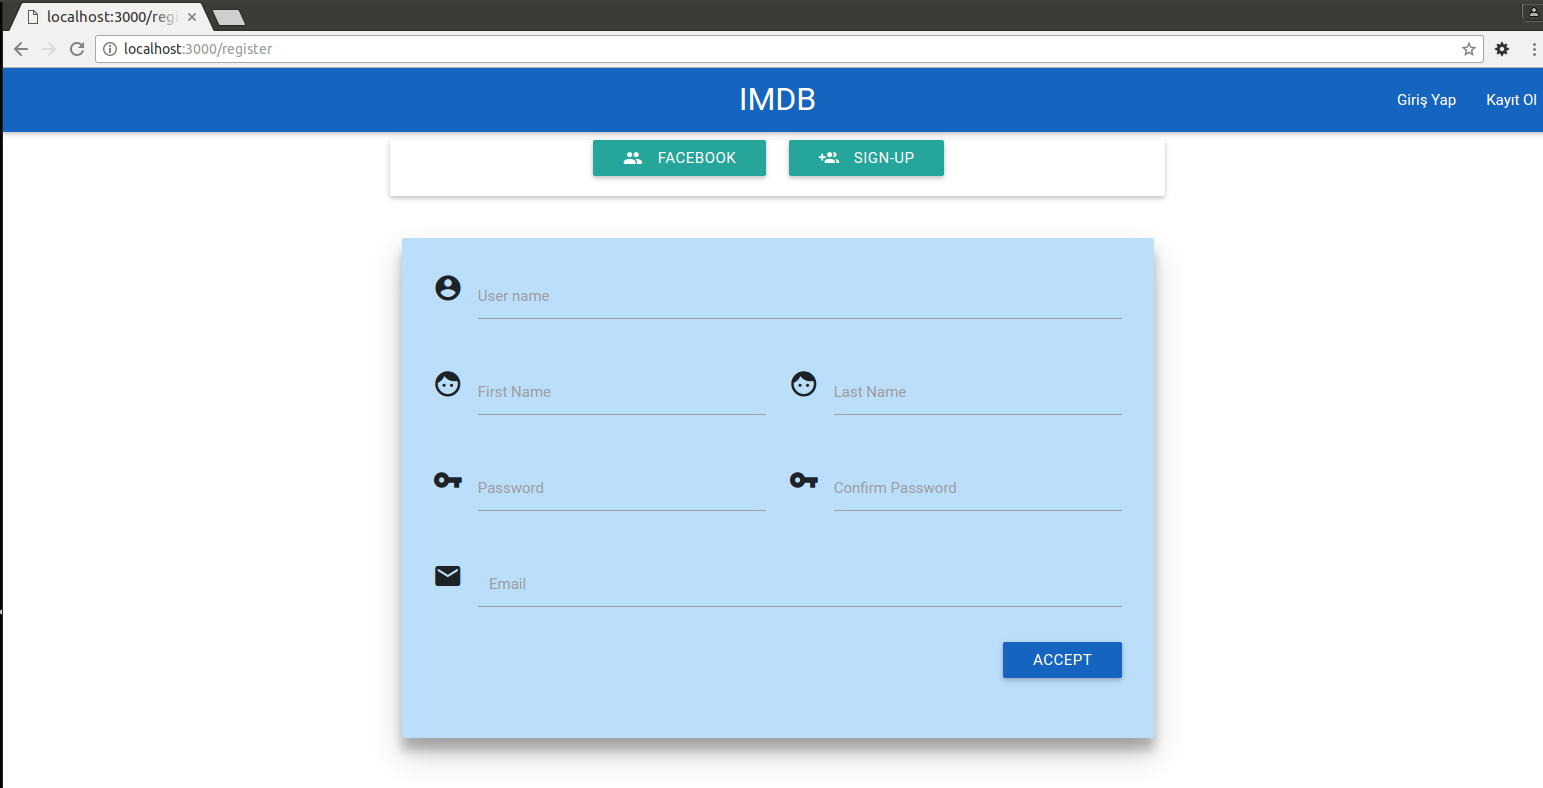 localhost:3000/regi
localhost:3000/register
IMDB
Giriş Yap
Kayıt Ol
FACEBOOK
SIGN-UP
User name
First Name
Last Name
Password
Confirm Password
Email
ACCEPT